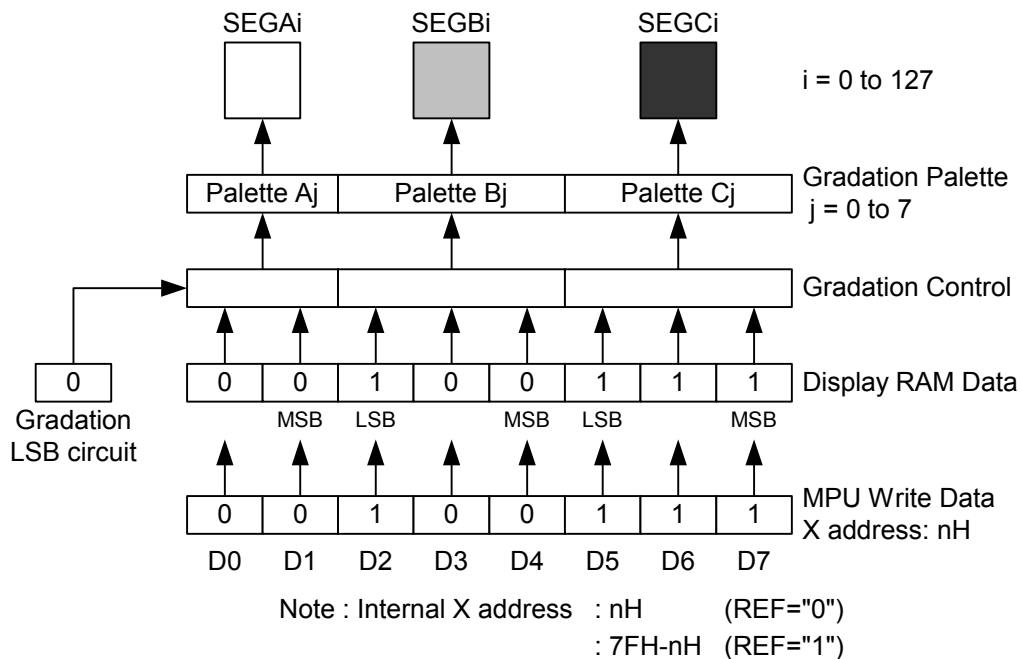 SEGAi SEGBi SEGCi
i = 0 to 127
Palette Aj Palette Bj Palette Cj
Gradation Palette
j = 0 to 7
Gradation Control
0
Gradation
LSB circuit
0 0 1 0 0 1 1 1
Display RAM Data
MSB LSB MSB LSB MSB
0 0 1 0 0 1 1 1
MPU Write Data
X address: nH
D0 D1 D2 D3 D4 D5 D6 D7
Note : Internal X address : nH (REF="0")
: 7FH-nH (REF="1")